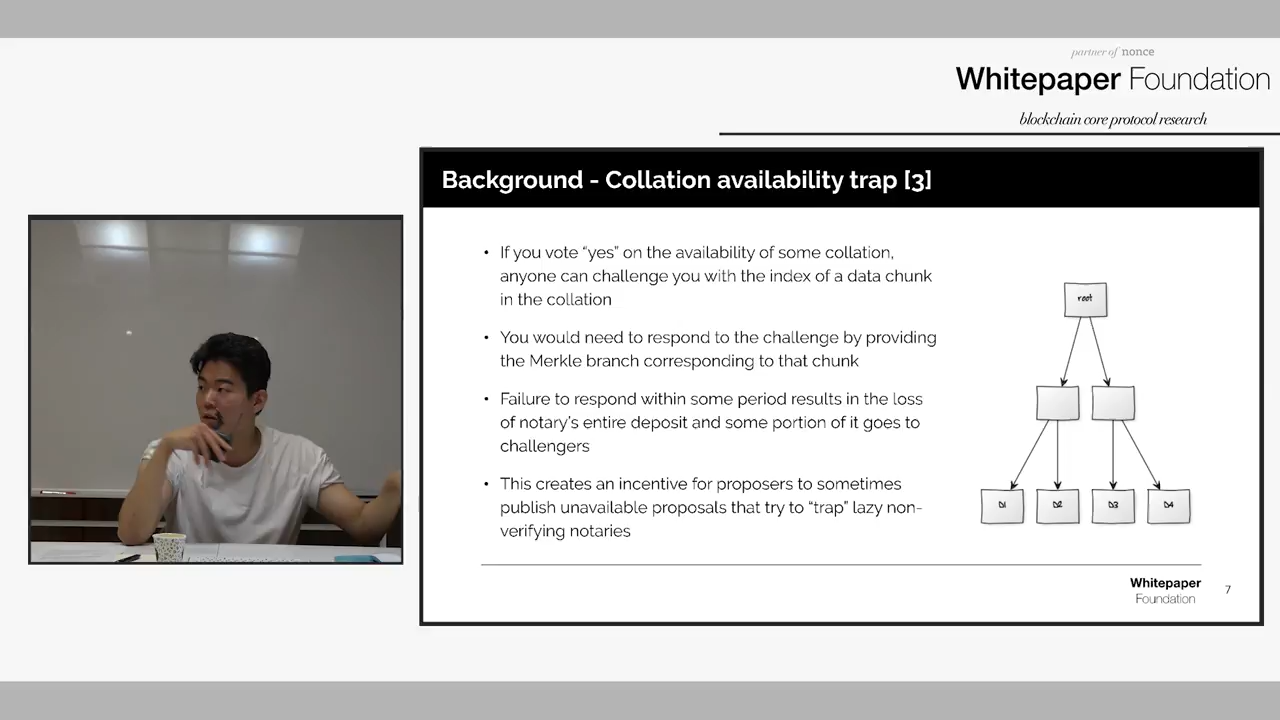 partner of nonce
Whitepaper Foundation
blockchain core protocol research
Background - Collation availability trap [3]
• If you vote “yes” on the availability of some collation,
anyone can challenge you with the index of a data chunk
in the collation
• You would need to respond to the challenge by providing
the Merkle branch corresponding to that chunk
• Failure to respond within some period results in the loss
of notary's entire deposit and some portion of it goes to
challengers
• This creates an incentive for proposers to sometimes
publish unavailable proposals that try to “trap” lazy non-
verifying notaries
root
D1 D2 D3 D4
Whitepaper
Foundation
7